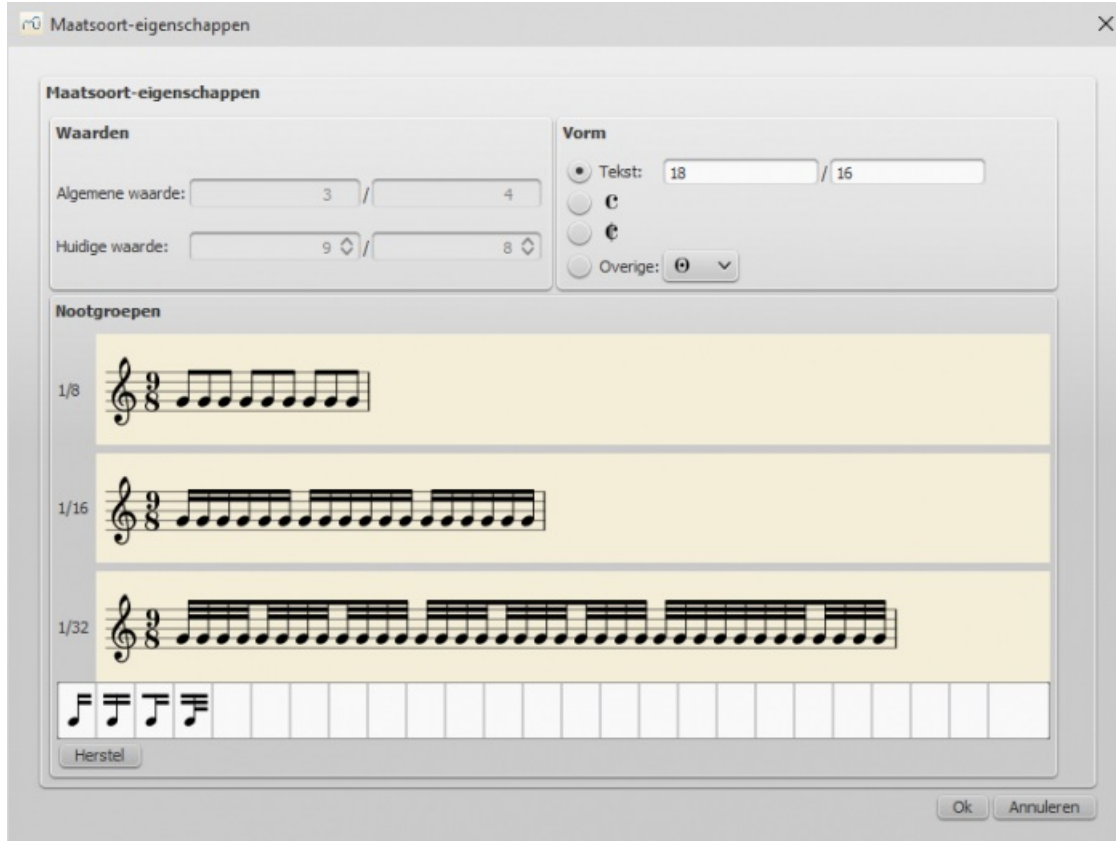 Maatsoort-eigenschappen
Maatsoort-eigenschappen
Waarden
Algemene waarde: 3 / 4
Huidige waarde: 9 / 8
Vorm
Tekst: 18 / 16
Overige:
Nootgroepen
1/8
9
8
1/16
9
8
1/32
9
8
Herstel
Ok Annuleren